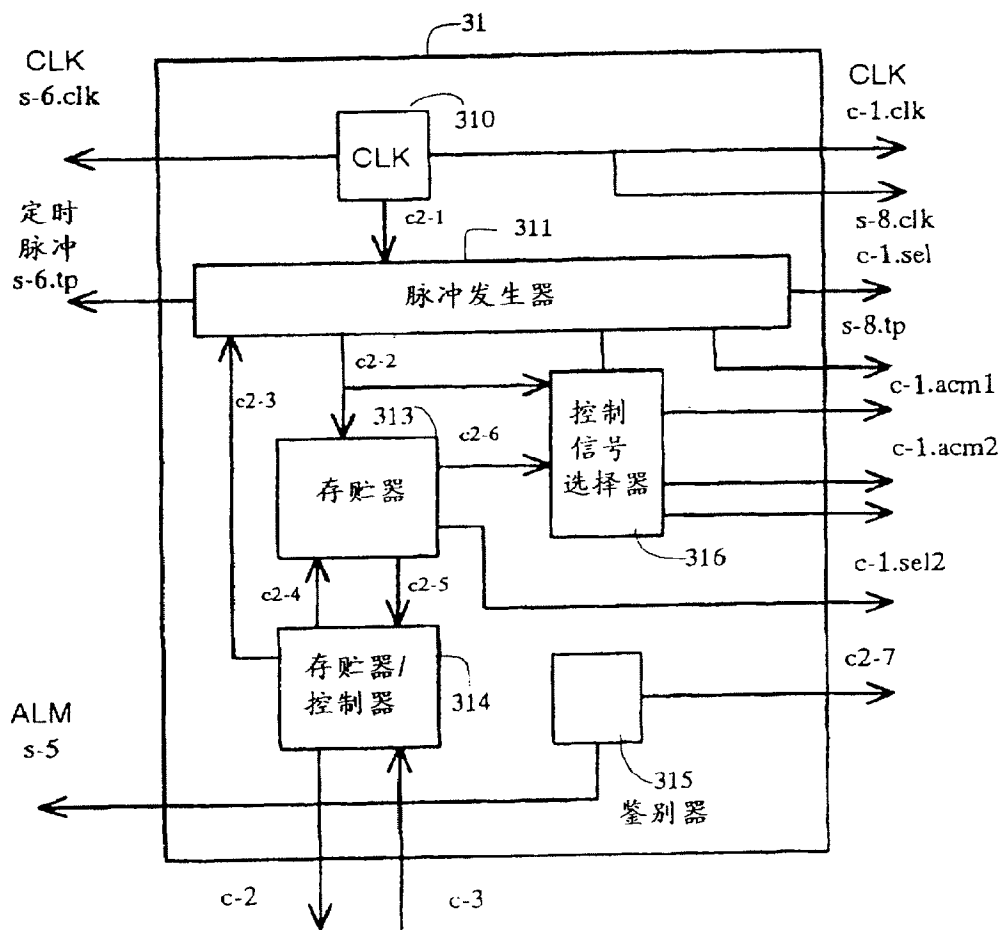 31
CLK
s-6.clk
CLK
c-1.clk
310
CLK
c2-1
s-8.clk
定时
脉冲
s-6.tp
311
c-1.sel
脉冲发生器
s-8.tp
c2-2
c2-3
c-1.acm1
313
c2-6
控制
信号
选择器
c-1.acm2
存贮器
316
c-1.sel2
c2-4
c2-5
存贮器/
控制器
314
c2-7
ALM
s-5
315
鉴别器
c-2
c-3